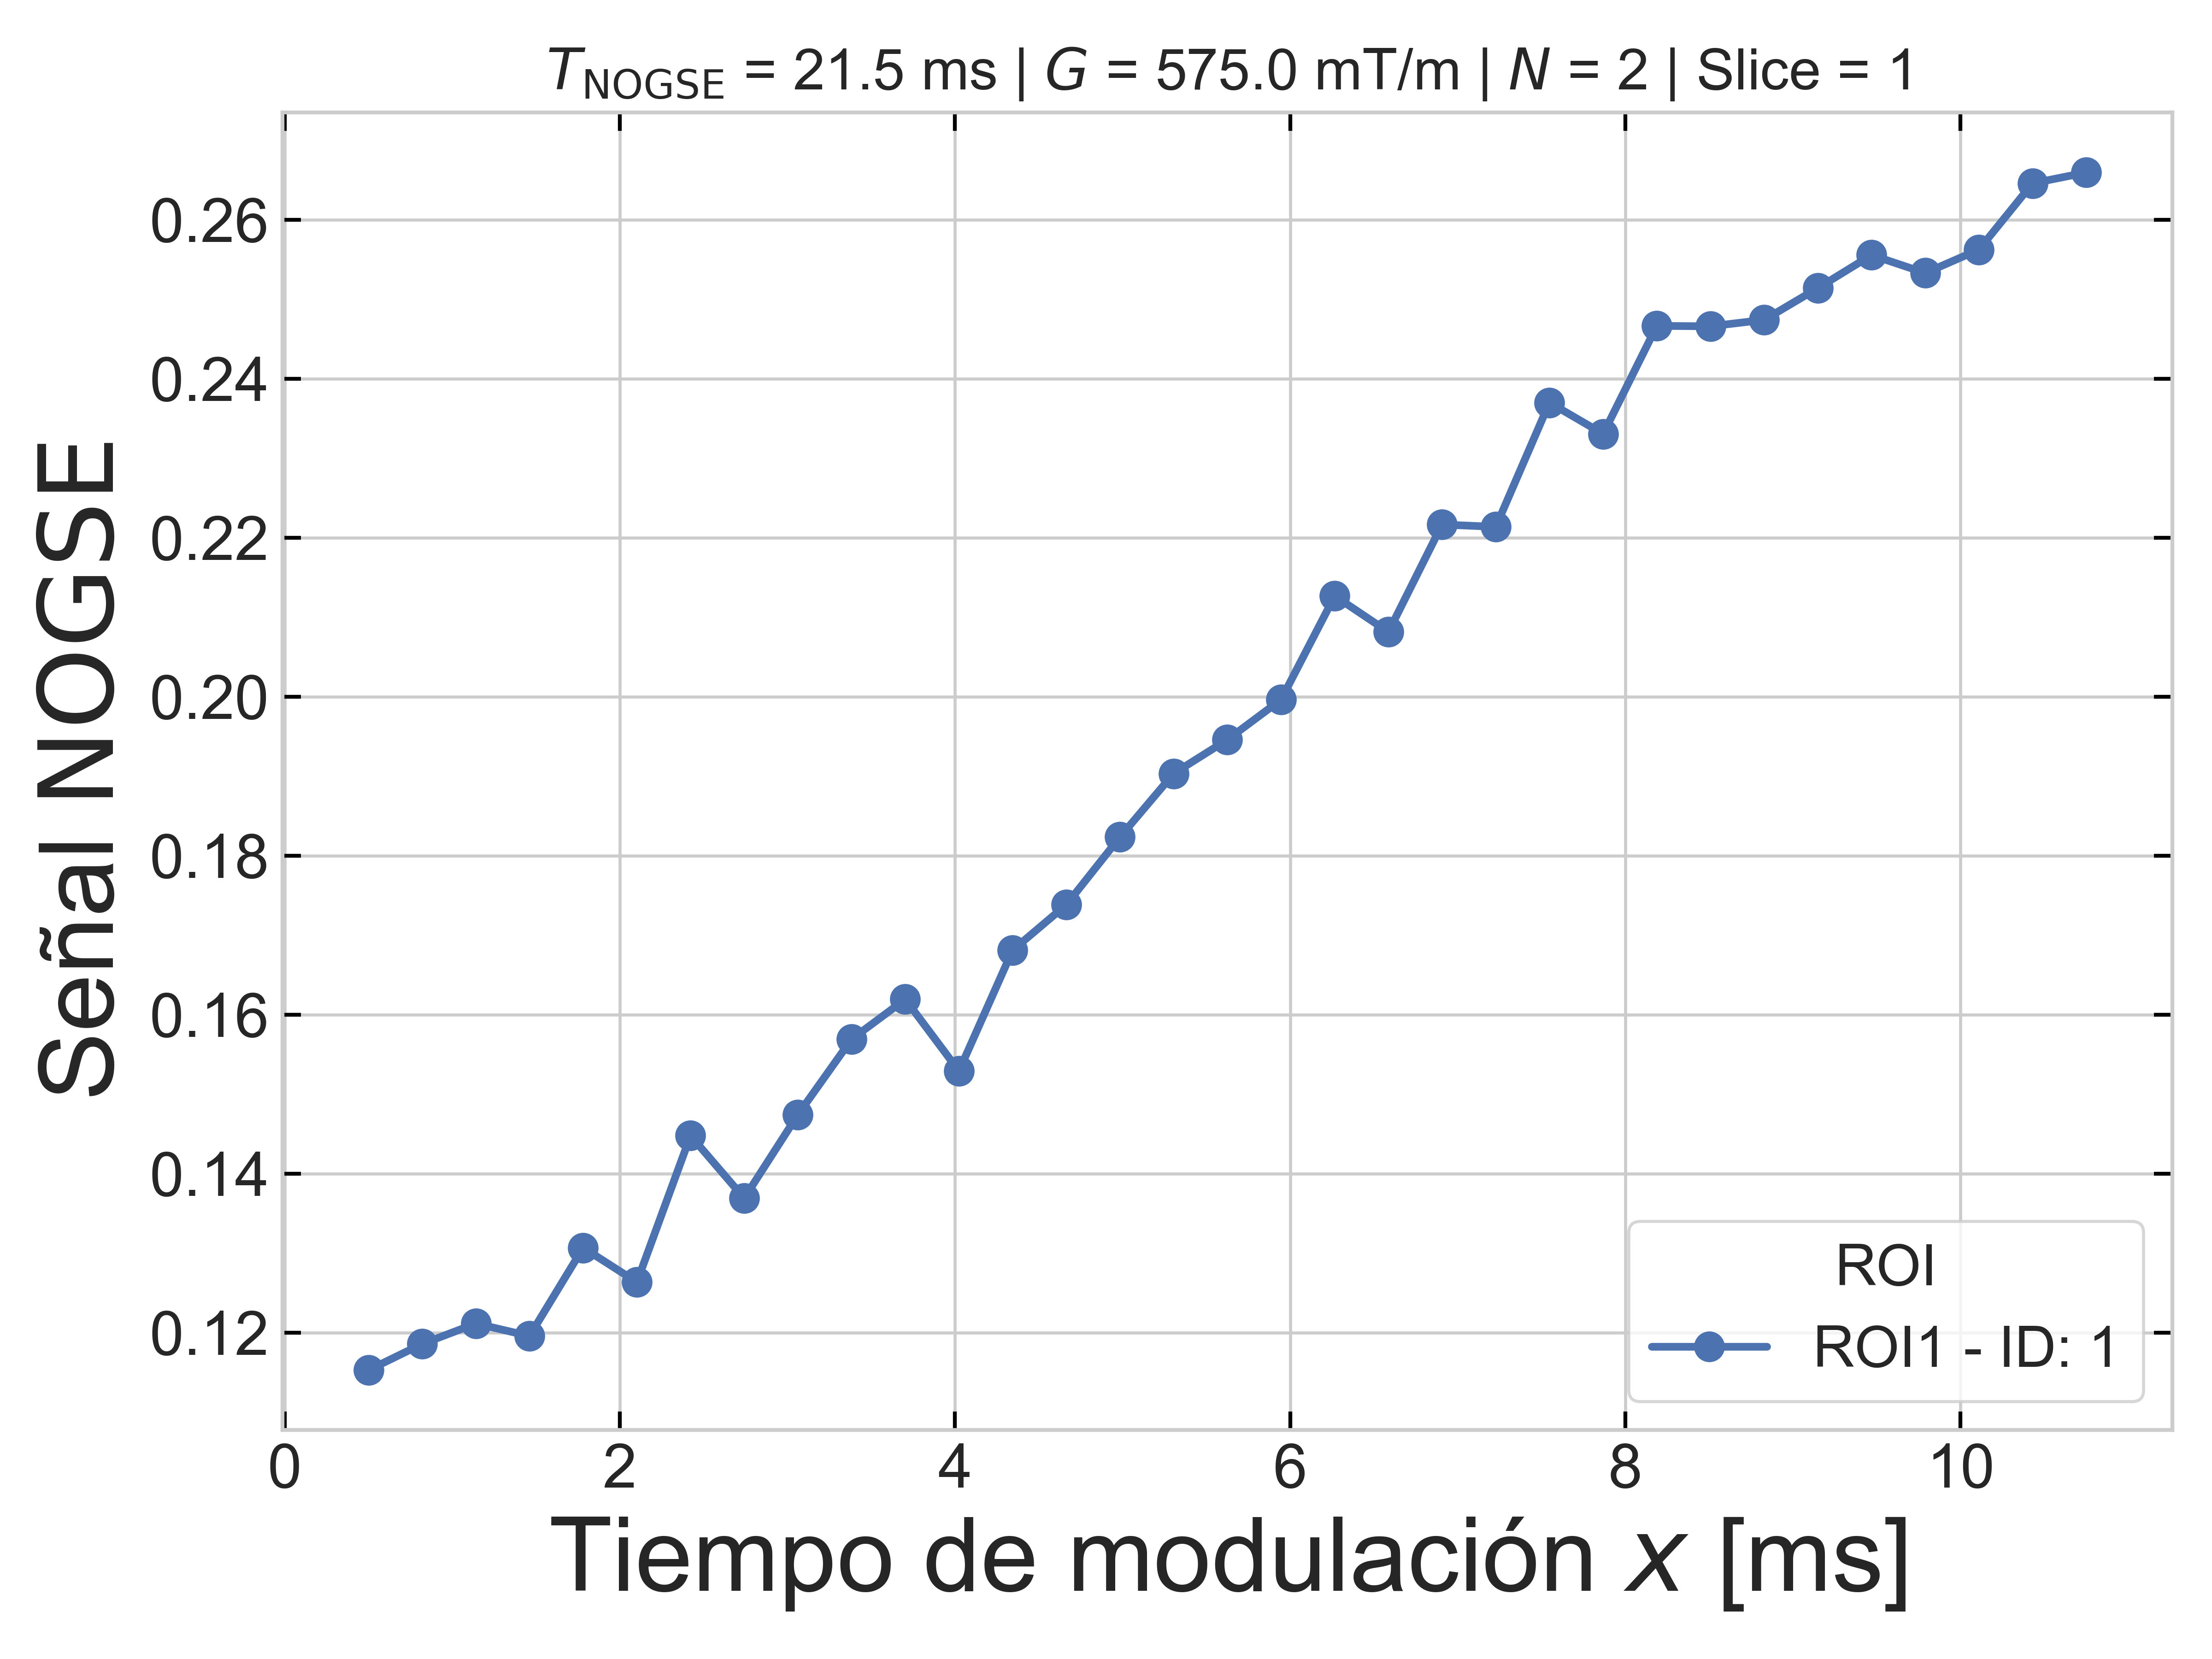 T_NOGSE = 21.5 ms | G = 575.0 mT/m | N = 2 | Slice = 1
Señal NOGSE
0.26
0.24
0.22
0.20
0.18
0.16
0.14
0.12
ROI
ROI1 - ID: 1
0 2 4 6 8 10
Tiempo de modulación x [ms]